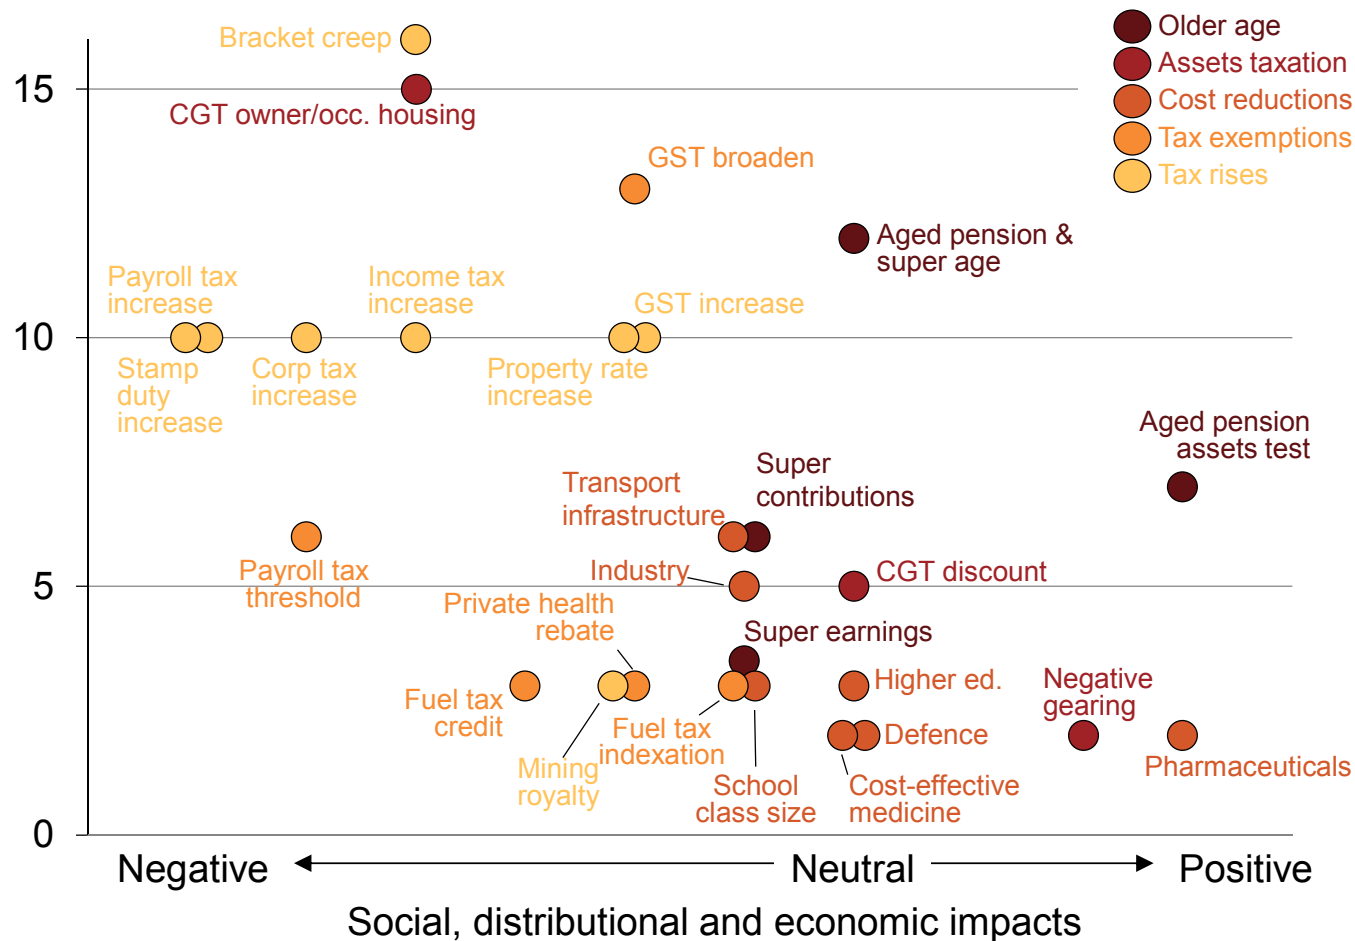 Older age
Assets taxation
Cost reductions
Tax exemptions
Tax rises
15
10
5
0
Bracket creep
CGT owner/occ. housing
GST broaden
Aged pension &
super age
Payroll tax
increase
Income tax
increase
GST increase
Stamp
duty
increase
Corp tax
increase
Property rate
increase
Aged pension
assets test
Super
contributions
Transport
infrastructure
Industry
CGT discount
Payroll tax
threshold
Private health
rebate
Super earnings
Fuel tax
credit
Higher ed.
Negative
gearing
Fuel tax
indexation
Defence
Mining
royalty
School
class size
Cost-effective
medicine
Pharmaceuticals
Negative
Neutral
Positive
Social, distributional and economic impacts